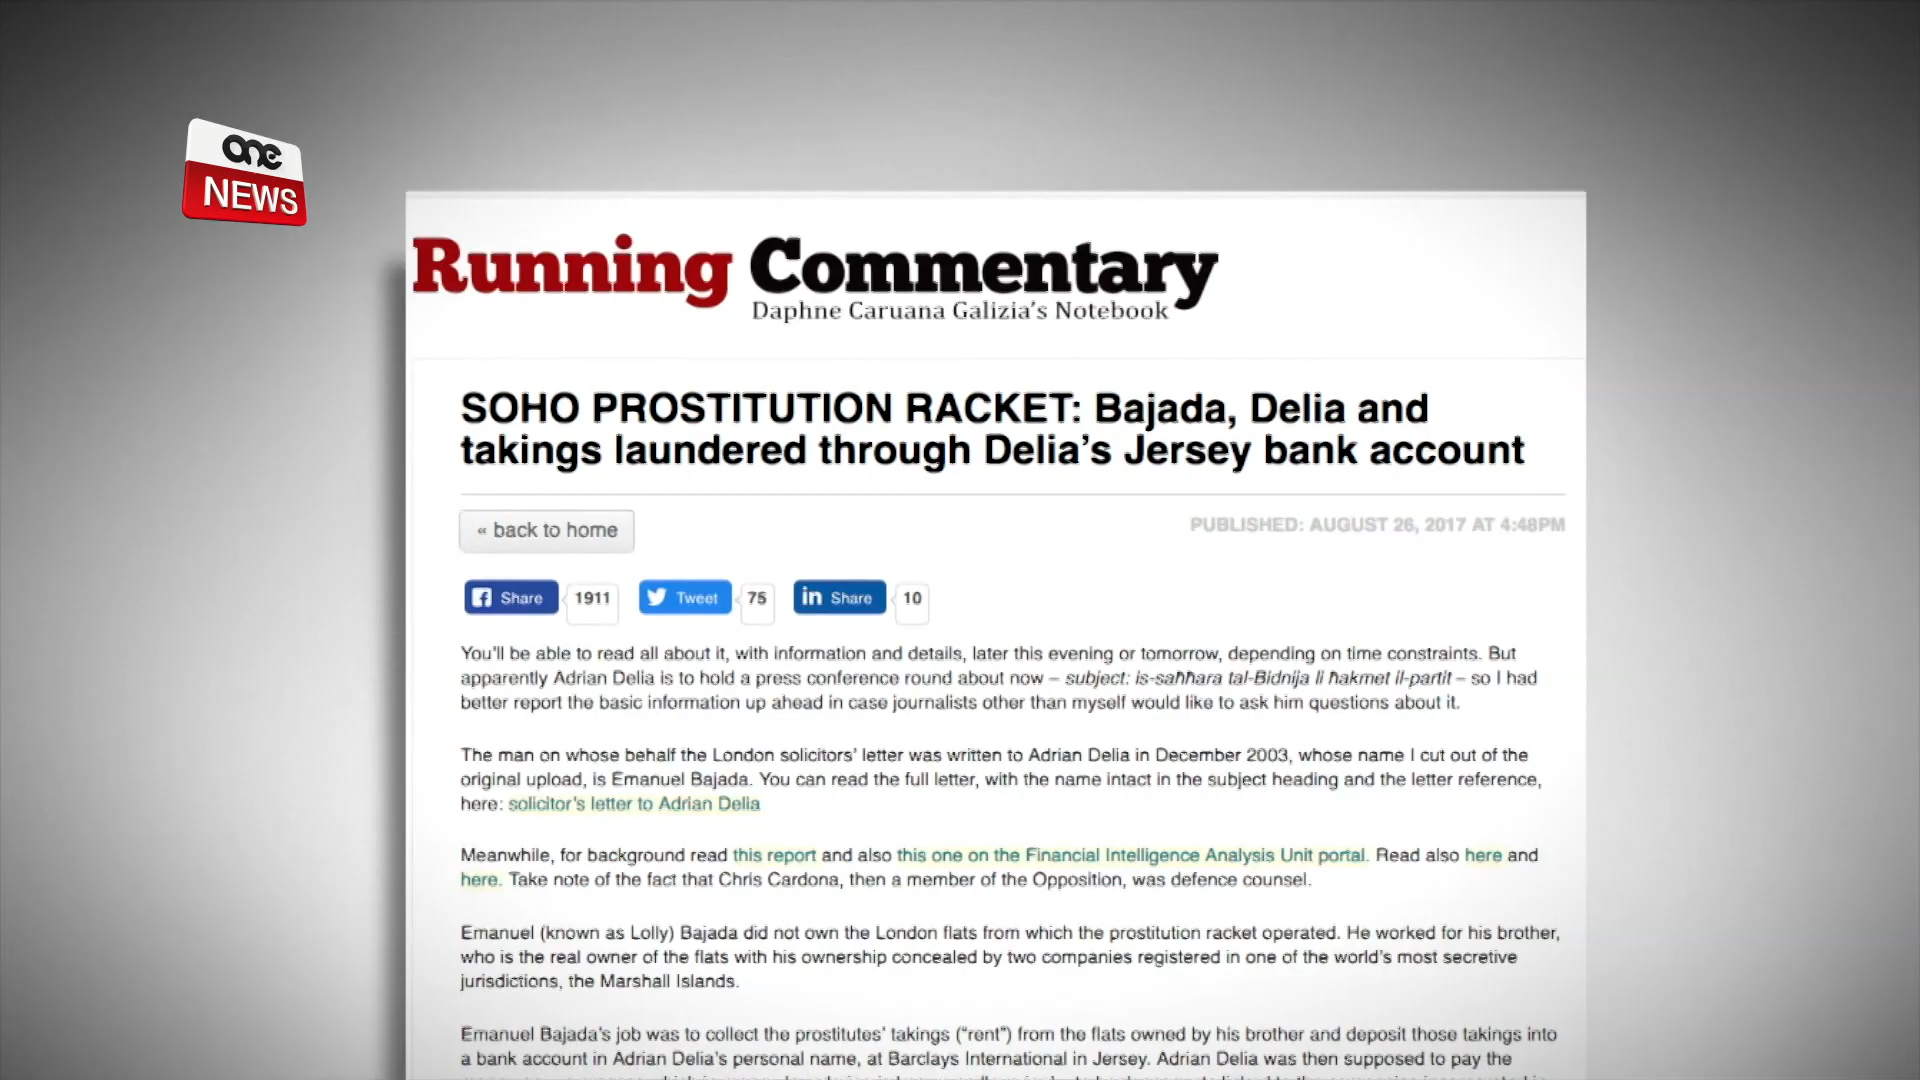 one
NEWS
Running Commentary
Daphne Caruana Galizia's Notebook
SOHO PROSTITUTION RACKET: Bajada, Delia and
takings laundered through Delia's Jersey bank account
« back to home
PUBLISHED: AUGUST 26, 2017 AT 4:48PM
Share 1911 Tweet 75 in Share 10
You'll be able to read all about it, with information and details, later this evening or tomorrow, depending on time constraints. But
apparently Adrian Delia is to hold a press conference round about now – subject: is-saħħara tal-Bidnija li ħakmet il-partit – so I had
better report the basic information up ahead in case journalists other than myself would like to ask him questions about it.
The man on whose behalf the London solicitors' letter was written to Adrian Delia in December 2003, whose name I cut out of the
original upload, is Emanuel Bajada. You can read the full letter, with the name intact in the subject heading and the letter reference,
here: solicitor's letter to Adrian Delia
Meanwhile, for background read this report and also this one on the Financial Intelligence Analysis Unit portal. Read also here and
here. Take note of the fact that Chris Cardona, then a member of the Opposition, was defence counsel.
Emanuel (known as Lolly) Bajada did not own the London flats from which the prostitution racket operated. He worked for his brother,
who is the real owner of the flats with his ownership concealed by two companies registered in one of the world's most secretive
jurisdictions, the Marshall Islands.
Emanuel Bajada's job was to collect the prostitutes' takings ("rent") from the flats owned by his brother and deposit those takings into
a bank account in Adrian Delia's personal name, at Barclays International in Jersey. Adrian Delia was then supposed to pay the